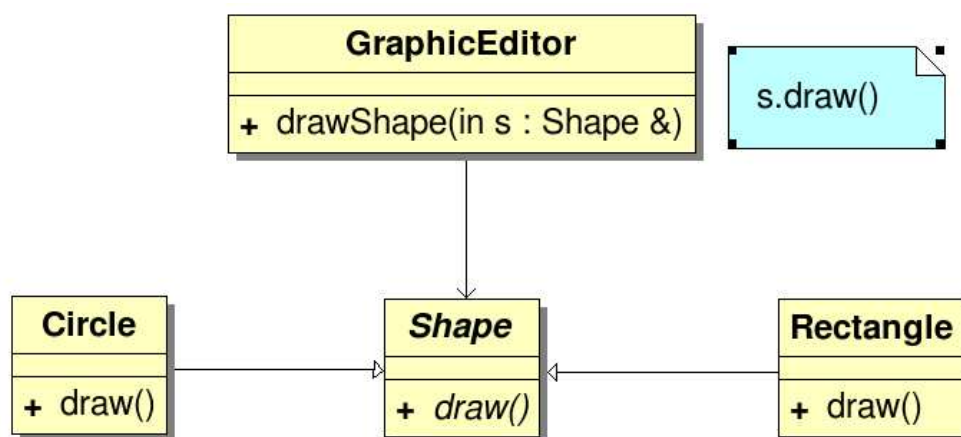 GraphicEditor
+ drawShape(in s : Shape &)
s.draw()
Circle
+ draw()
Shape
+ draw()
Rectangle
+ draw()